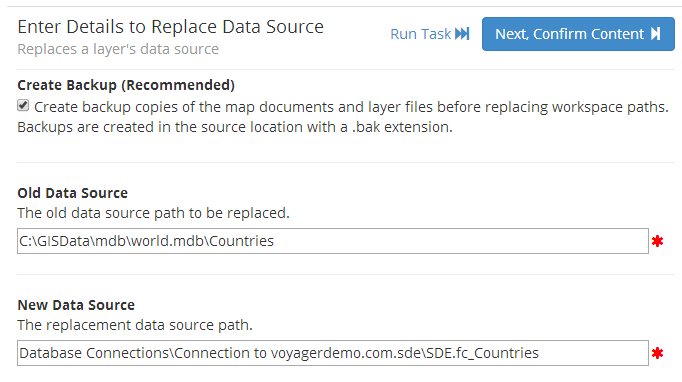 Enter Details to Replace Data Source
Run Task
Next, Confirm Content
Replaces a layer's data source
Create Backup (Recommended)
Create backup copies of the map documents and layer files before replacing workspace paths.
Backups are created in the source location with a .bak extension.
Old Data Source
The old data source path to be replaced.
C:\GISData\mdb\world.mdb\Countries
New Data Source
The replacement data source path.
Database Connections\Connection to voyagerdemo.com.sde\SDE.fc_Countries